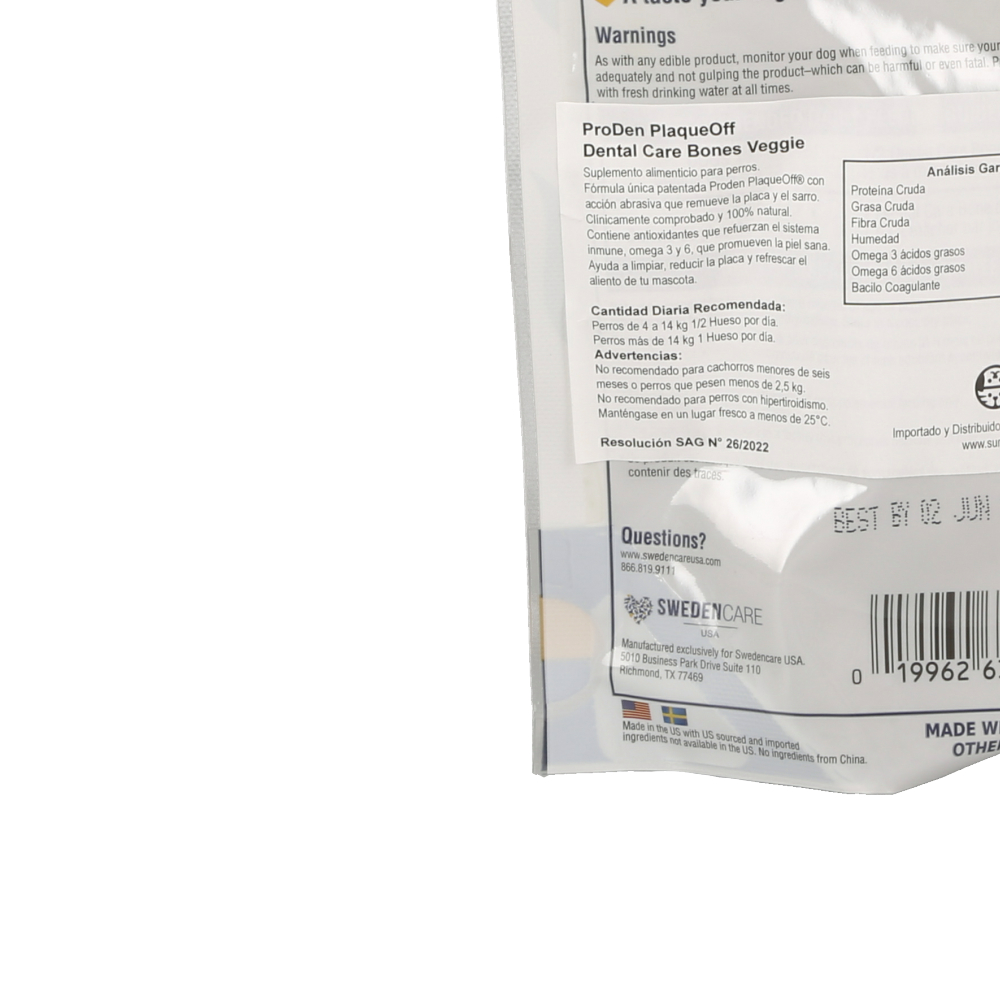 Warnings
As with any edible product, monitor your dog when feeding to make sure your
adequately and not gulping the product–which can be harmful or even fatal.
with fresh drinking water at all times.
ProDen PlaqueOff
Dental Care Bones Veggie
Suplemento alimenticio para perros.
Fórmula única patentada Proden PlaqueOff® con
acción abrasiva que remueve la placa y el sarro.
Clinicamente comprobado y 100% natural.
Contiene antioxidantes que refuerzan el sistema
inmune, omega 3 y 6, que promueven la piel sana.
Ayuda a limpiar, reducir la placa y refrescar el
aliento de tu mascota.
Cantidad Diaria Recomendada:
Perros de 4 a 14 kg 1/2 Hueso por dia.
Perros más de 14 kg 1 Hueso por dia.
Advertencias:
No recomendado para cachorros menores de seis
meses o perros que pesen menos de 2,5 kg.
No recomendado para perros con hipertiroidismo.
Manténgase en un lugar fresco a menos de 25°C.
Resolución SAG N° 26/2022
Análisis Gar
Proteina Cruda
Grasa Cruda
Fibra Cruda
Humedad
Omega 3 ácidos grasos
Omega 6 ácidos grasos
Bacilo Coagulante
Importado y Distribuido
www.sur
contenir des traces.
BEST BY 02 JUN
Questions?
www.swedencareusa.com
866.819.9111
SWEDENCARE
USA
Manufactured exclusively for Swedencare USA.
5010 Business Park Drive Suite 110
Richmond, TX 77469
0 19962 6
Made in the US with US sourced and imported
ingredients not available in the US. No ingredients from China.
MADE WI
OTHE